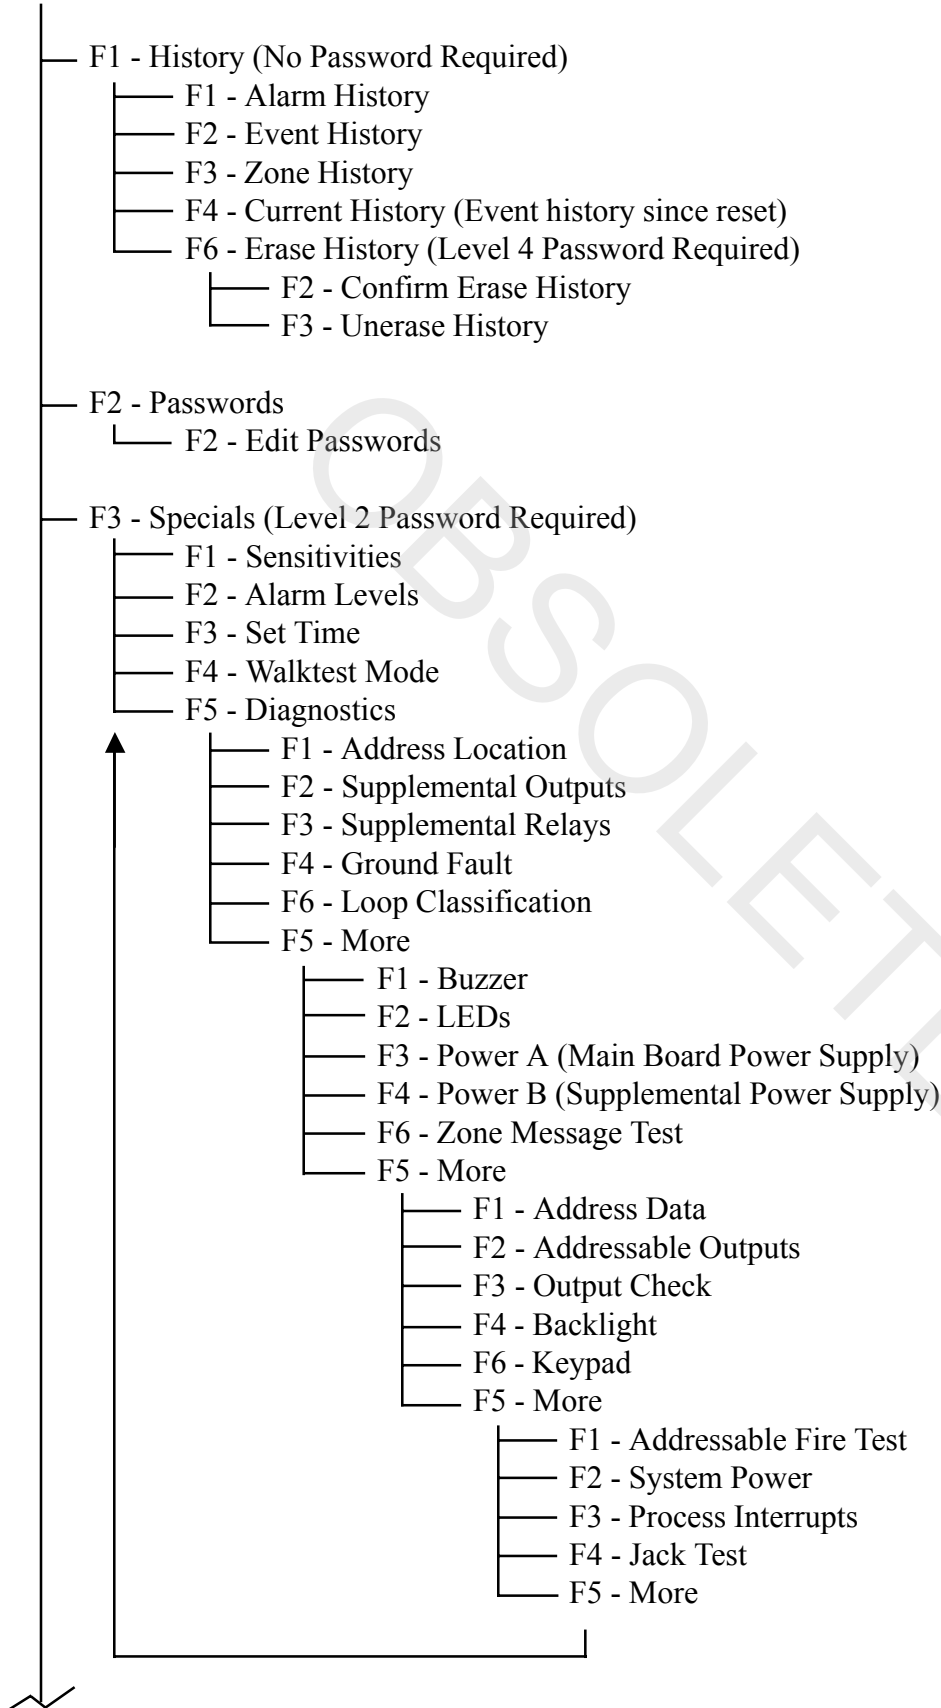 F1 - History (No Password Required)
F1 - Alarm History
F2 - Event History
F3 - Zone History
F4 - Current History (Event history since reset)
F6 - Erase History (Level 4 Password Required)
F2 - Confirm Erase History
F3 - Unerase History
F2 - Passwords
F2 - Edit Passwords
F3 - Specials (Level 2 Password Required)
F1 - Sensitivities
F2 - Alarm Levels
F3 - Set Time
F4 - Walktest Mode
F5 - Diagnostics
F1 - Address Location
F2 - Supplemental Outputs
F3 - Supplemental Relays
F4 - Ground Fault
F6 - Loop Classification
F5 - More
F1 - Buzzer
F2 - LEDs
F3 - Power A (Main Board Power Supply)
F4 - Power B (Supplemental Power Supply)
F6 - Zone Message Test
F5 - More
F1 - Address Data
F2 - Addressable Outputs
F3 - Output Check
F4 - Backlight
F6 - Keypad
F5 - More
F1 - Addressable Fire Test
F2 - System Power
F3 - Process Interrupts
F4 - Jack Test
F5 - More